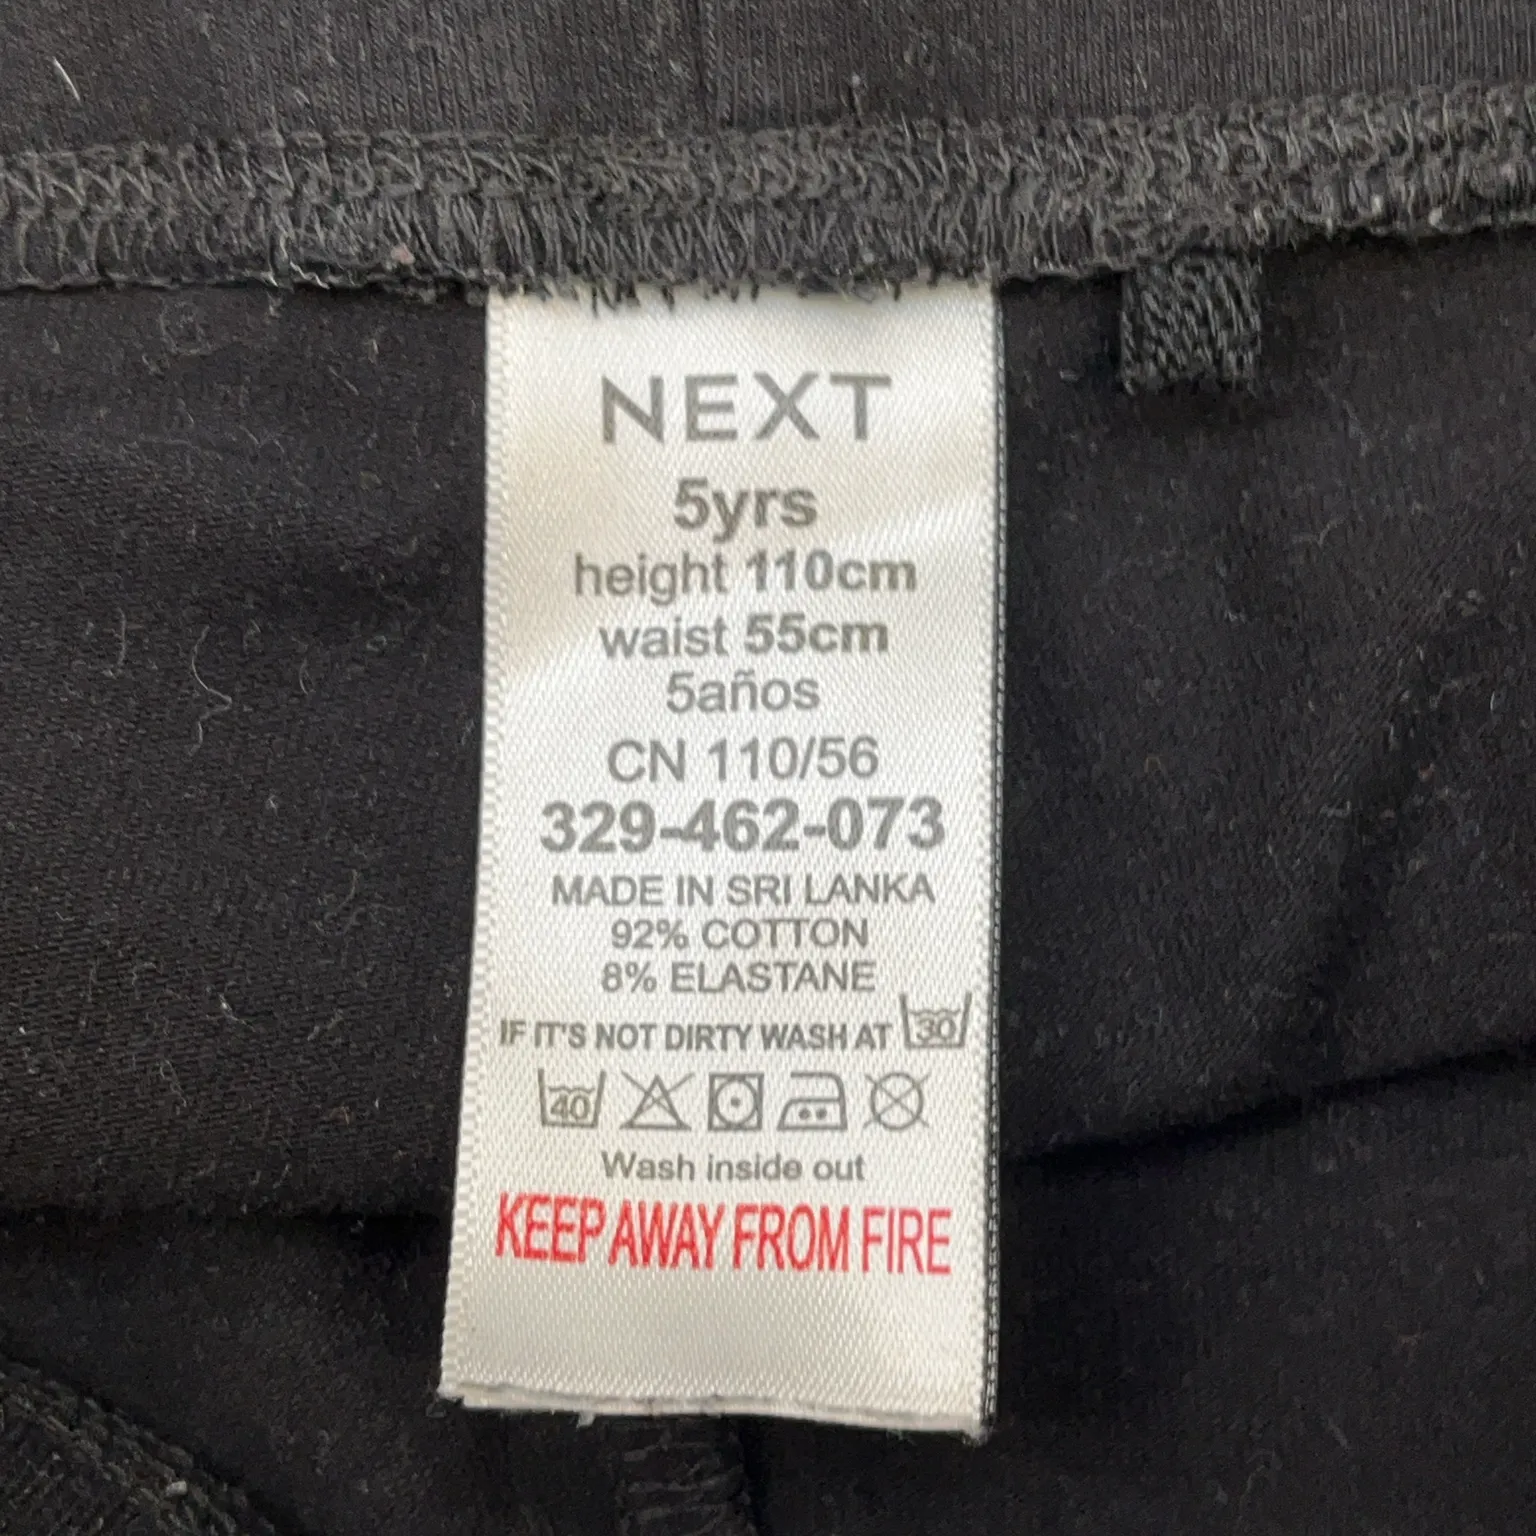 NEXT
5yrs
height 110cm
waist 55cm
5años
CN 110/56
329-462-073
MADE IN SRI LANKA
92% COTTON
8% ELASTANE
IF IT'S NOT DIRTY WASH AT 30
40
Wash inside out
KEEP AWAY FROM FIRE